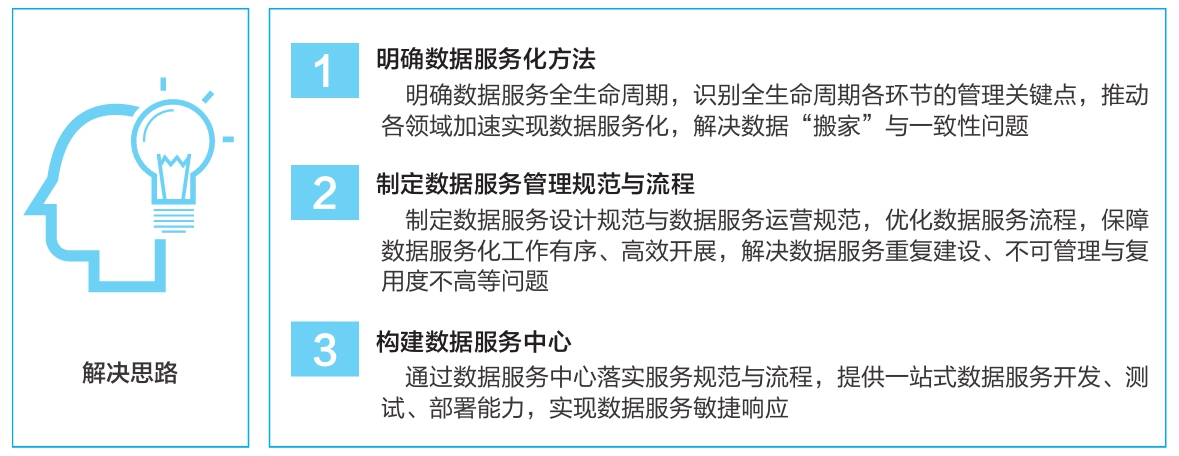 解决思路
1
明确数据服务化方法
明确数据服务全生命周期，识别全生命周期各环节的管理关键点，推动
各领域加速实现数据服务化，解决数据“搬家”与一致性问题
2
制定数据服务管理规范与流程
制定数据服务设计规范与数据服务运营规范，优化数据服务流程，保障
数据服务化工作有序、高效开展，解决数据服务重复建设、不可管理与复
用度不高等问题
3
构建数据服务中心
通过数据服务中心落实服务规范与流程，提供一站式数据服务开发、测
试、部署能力，实现数据服务敏捷响应